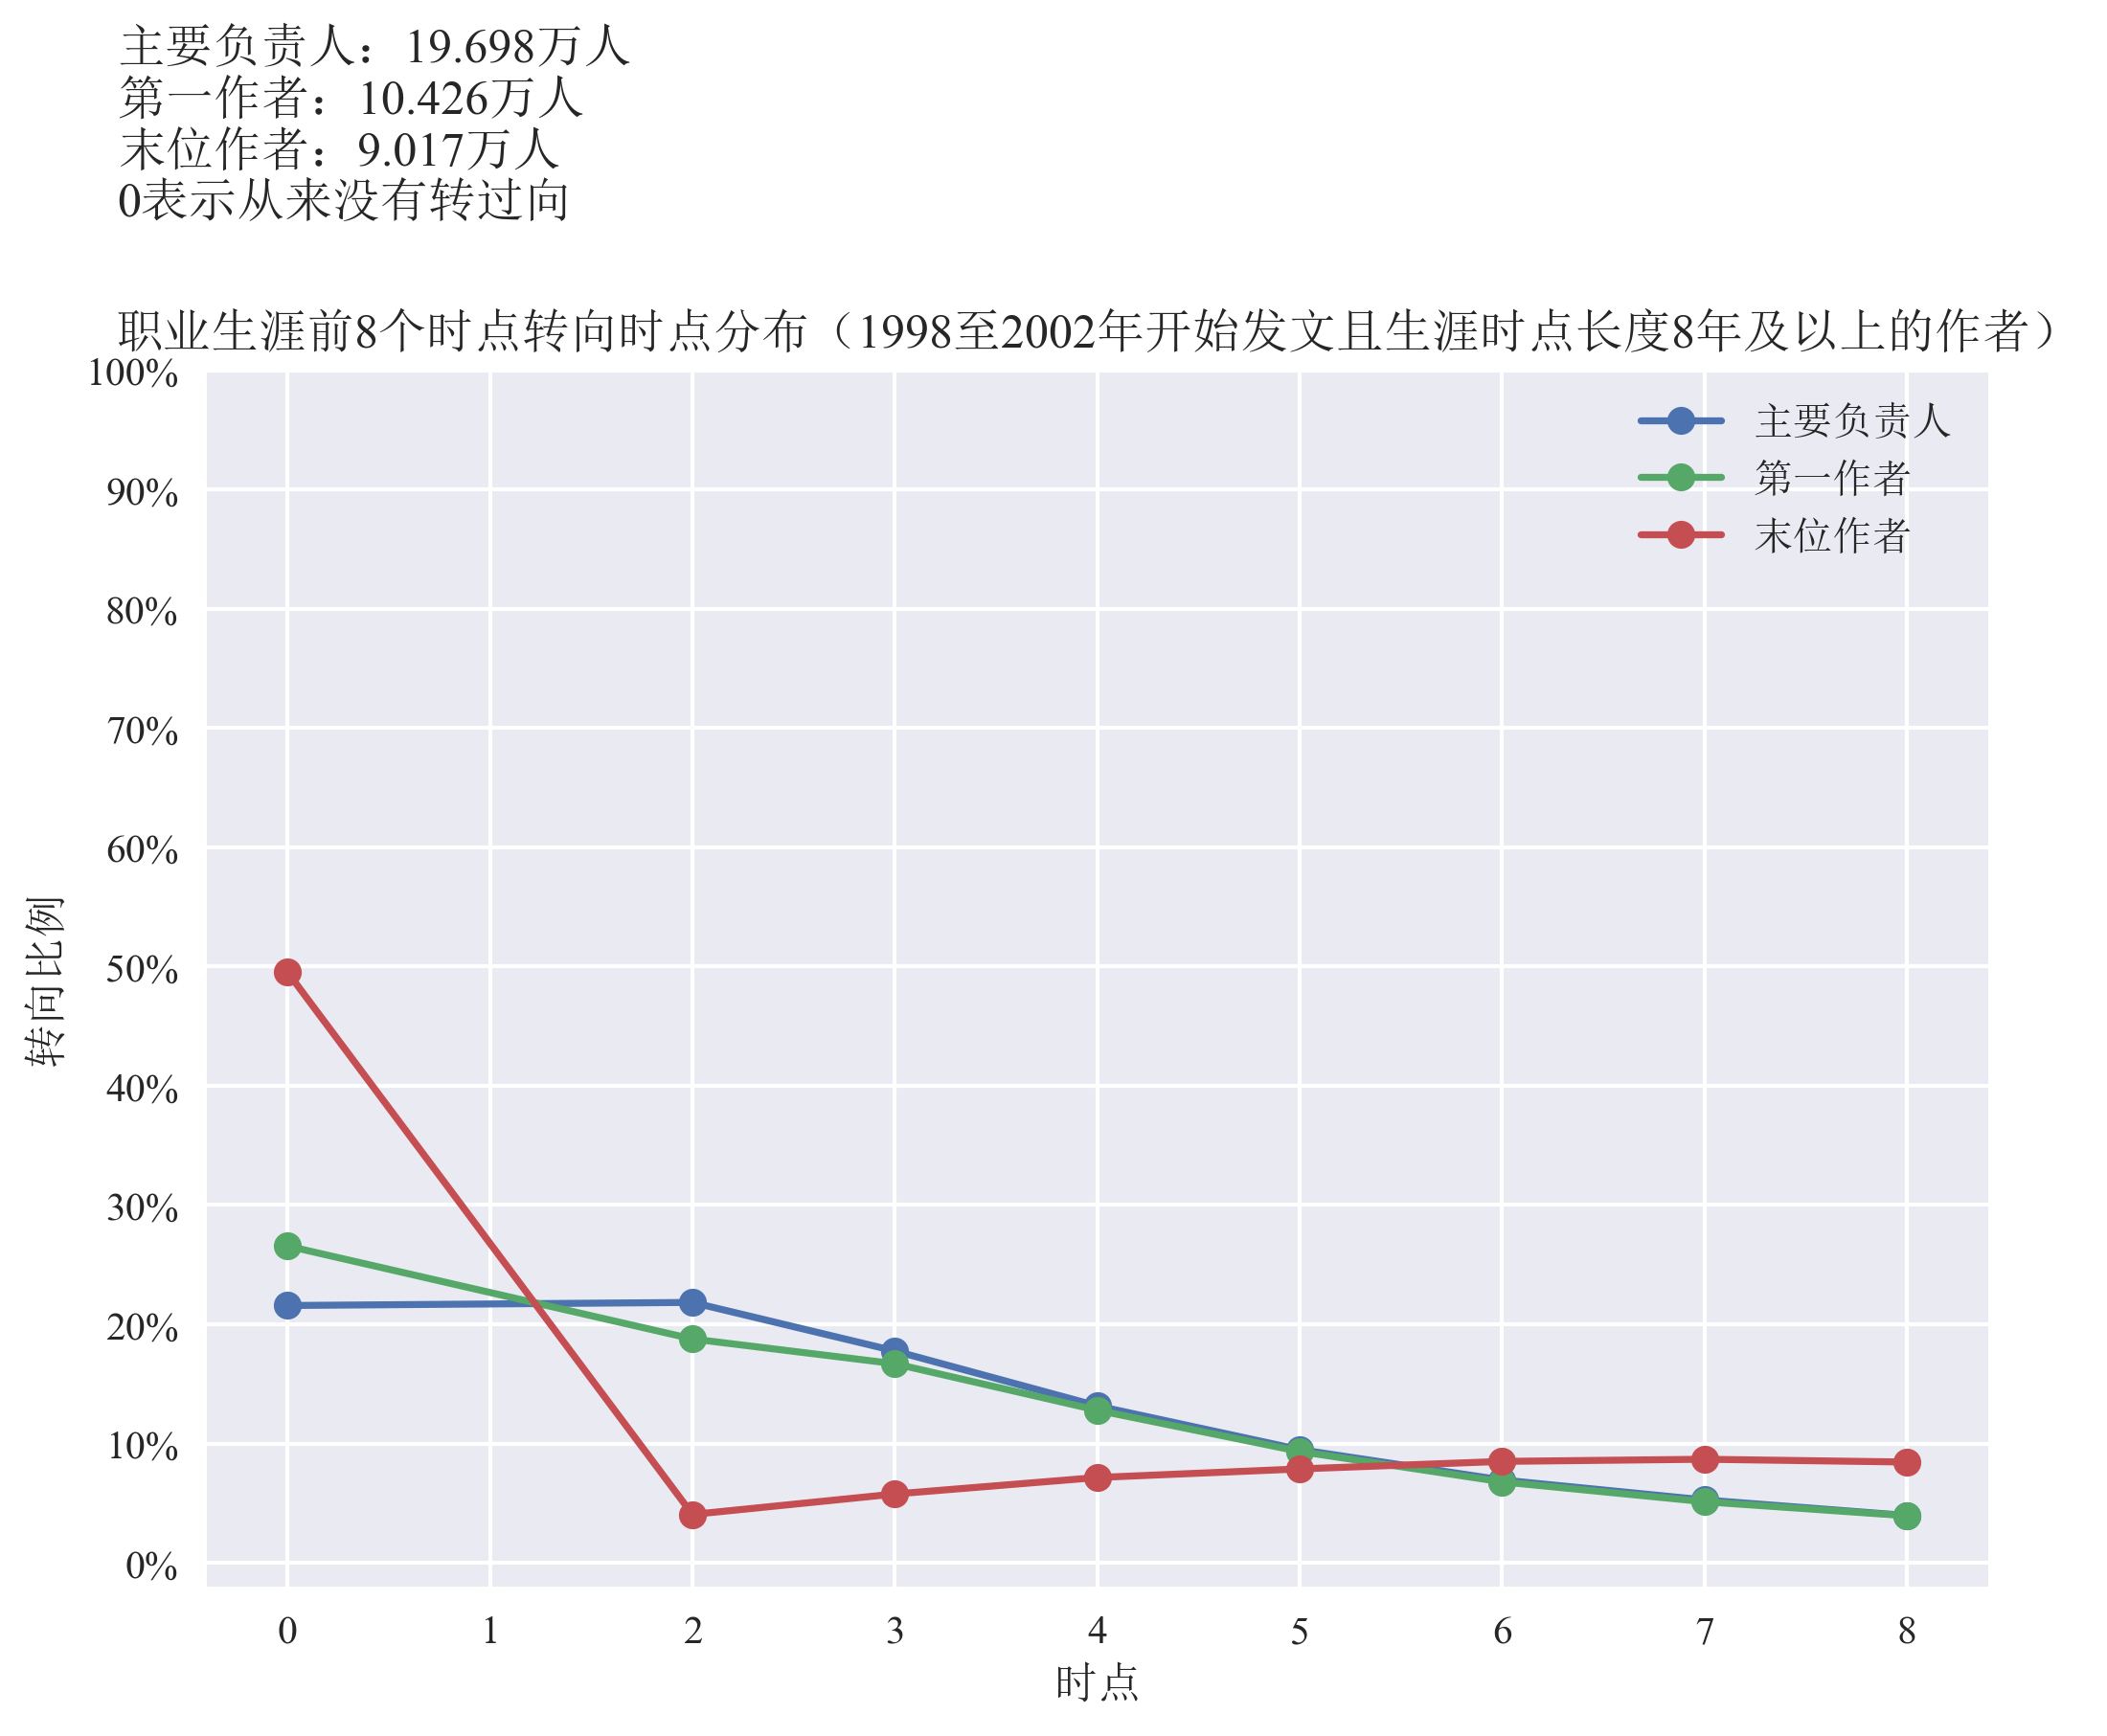 主要负责人：19.698万人
第一作者：10.426万人
末位作者：9.017万人
0表示从来没有转过向
职业生涯前8个时点转向时点分布（1998至2002年开始发文且生涯时点长度8年及以上的作者）
100%
90%
80%
70%
60%
50%
40%
30%
20%
10%
0%
转向比例
主要负责人
第一作者
末位作者
0 1 2 3 4 5 6 7 8
时点